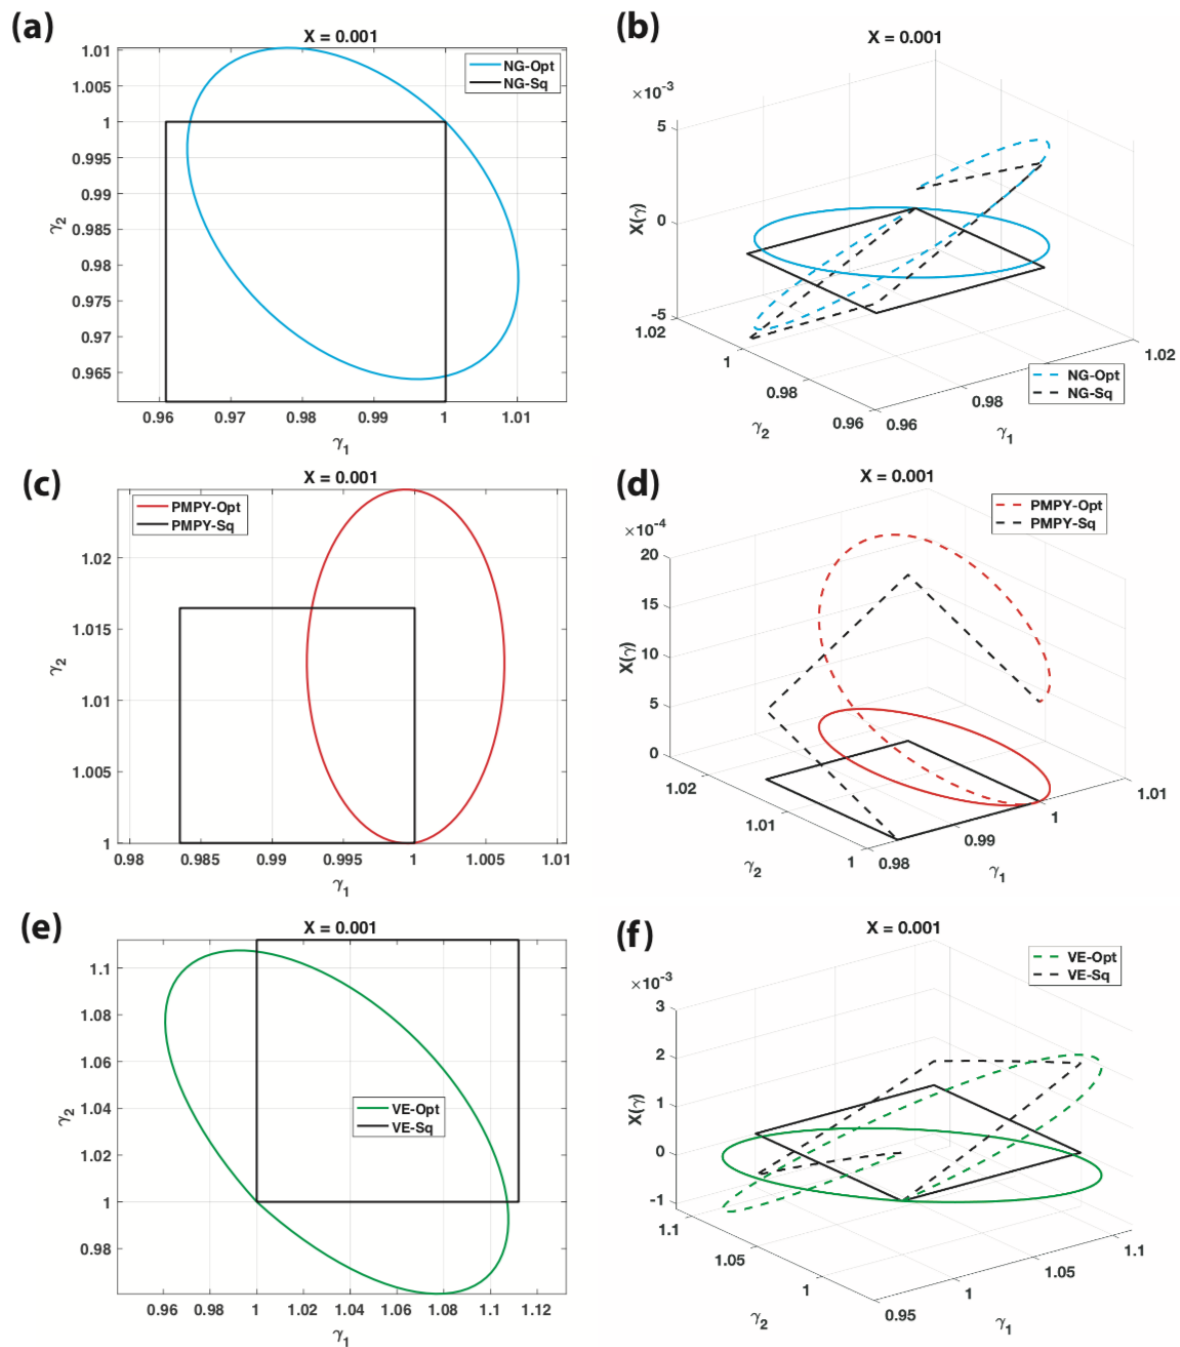 (a)
X = 0.001
NG-Opt
NG-Sq
1.01
1.005
1
0.995
0.99
0.985
0.98
0.975
0.97
0.965
γ2
0.96 0.97 0.98 0.99 1 1.01
γ1
(b)
X = 0.001
×10-3
5
0
-5
X(γ)
1.02
1
0.98
0.96
γ2
0.96
0.98
1.02
γ1
NG-Opt
NG-Sq
(c)
X = 0.001
PMPY-Opt
PMPY-Sq
1.02
1.015
1.01
1.005
1
γ2
0.98 0.985 0.99 0.995 1 1.005 1.01
γ1
(d)
X = 0.001
PMPY-Opt
PMPY-Sq
×10-4
20
15
10
5
0
X(γ)
1.02
1.01
1
γ2
0.98
0.99
1
1.01
γ1
(e)
X = 0.001
1.1
1.08
1.06
1.04
1.02
1
0.98
γ2
VE-Opt
VE-Sq
0.96 0.98 1 1.02 1.04 1.06 1.08 1.1 1.12
γ1
(f)
X = 0.001
VE-Opt
VE-Sq
×10-3
3
2
1
0
-1
X(γ)
1.1
1.05
1
γ2
0.95
1
1.05
1.1
γ1